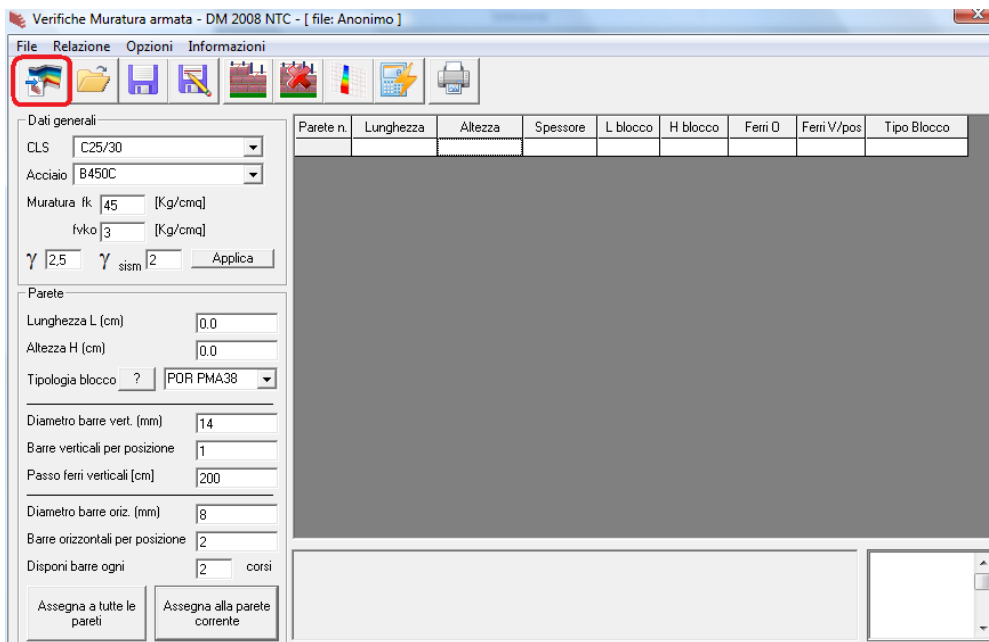 Verifiche Muratura armata - DM 2008 NTC - [ file: Anonimo ]
File Relazione Opzioni Informazioni
Dati generali
CLS C25/30
Acciaio B450C
Muratura fk 45 [Kg/cmq]
fvko 3 [Kg/cmq]
γ 2,5 γ sism 2 Applica
Parete
Lunghezza L (cm) 0.0
Altezza H (cm) 0.0
Tipologia blocco ? POR PMA38
Diametro barre vert. (mm) 14
Barre verticali per posizione 1
Passo ferri verticali [cm] 200
Diametro barre oriz. (mm) 8
Barre orizzontali per posizione 2
Disponi barre ogni 2 corsi
Assegna a tutte le pareti
Assegna alla parete corrente
Parete n. Lunghezza Altezza Spessore L blocco H blocco Ferri O Ferri V/pos Tipo Blocco